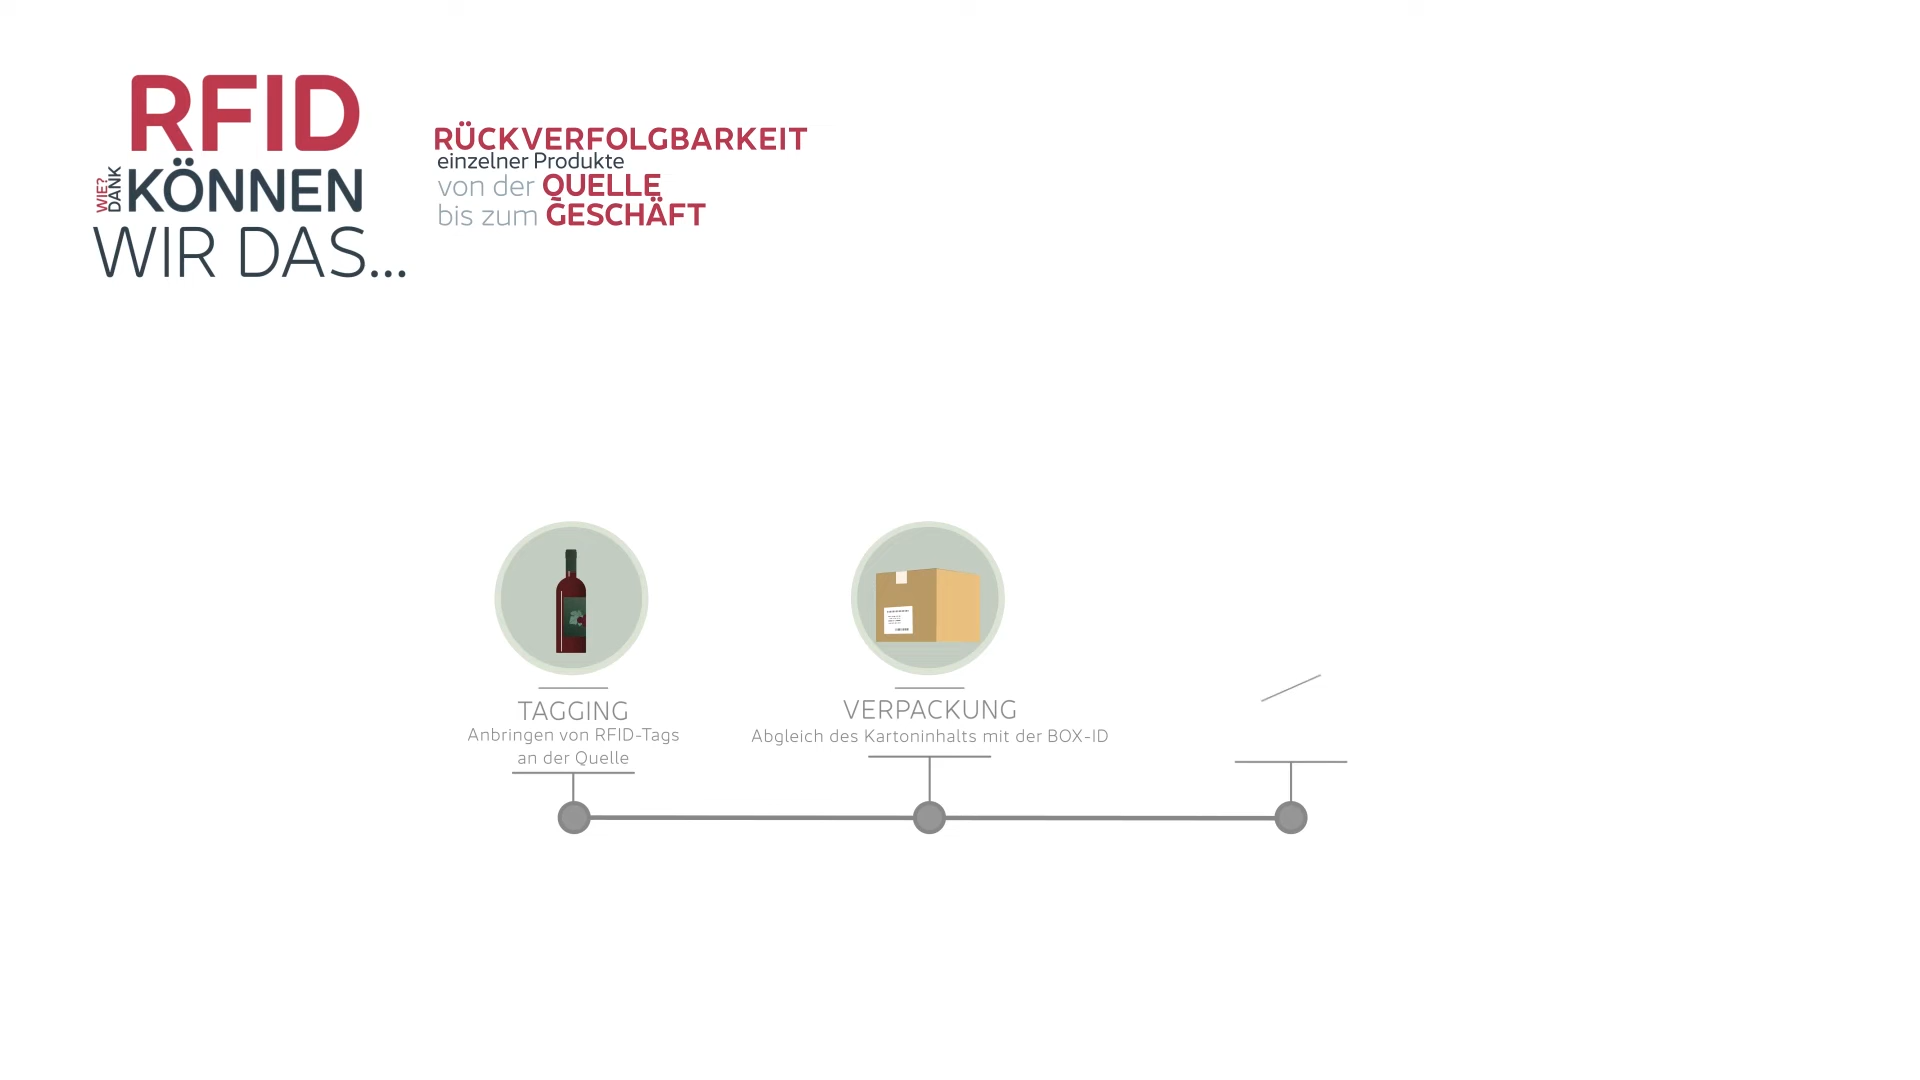 RFID
WIE?
DANK
KÖNNEN
WIR DAS...
RÜCKVERFOLGBARKEIT
einzelner Produkte
von der QUELLE
bis zum GESCHÄFT
TAGGING
Anbringen von RFID-Tags
an der Quelle
VERPACKUNG
Abgleich des Kartoninhalts mit der BOX-ID